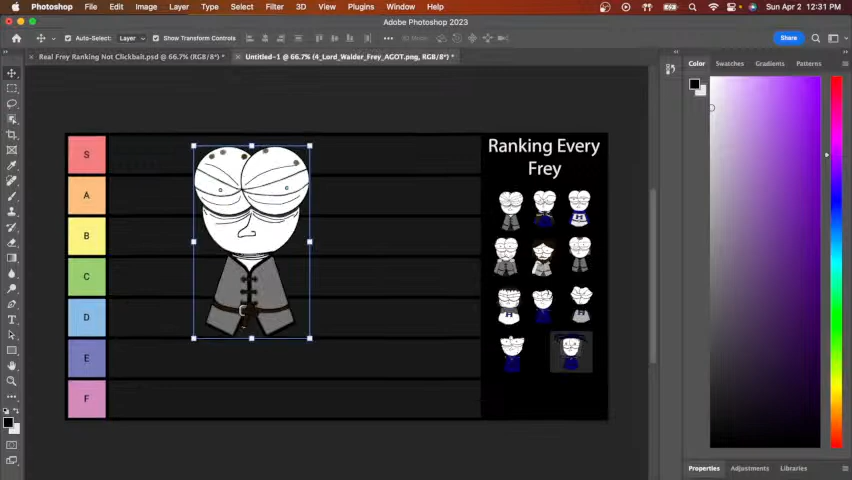 Photoshop File Edit Image Layer Type Select Filter 3D View Plugins Window Help Sun Apr 2 12:31 PM
Adobe Photoshop 2023
Auto-Select: Layer Show Transform Controls Share
Real Frey Ranking Not Clickbait.psd @ 66.7% (RGB/8*) *
Untitled-1 @ 66.7% (4_Lord_Walder_Frey_AGOT.png, RGB/8*) *
Color Swatches Gradients Patterns
S
A
B
C
D
E
F
Ranking Every
Frey
Properties Adjustments Libraries